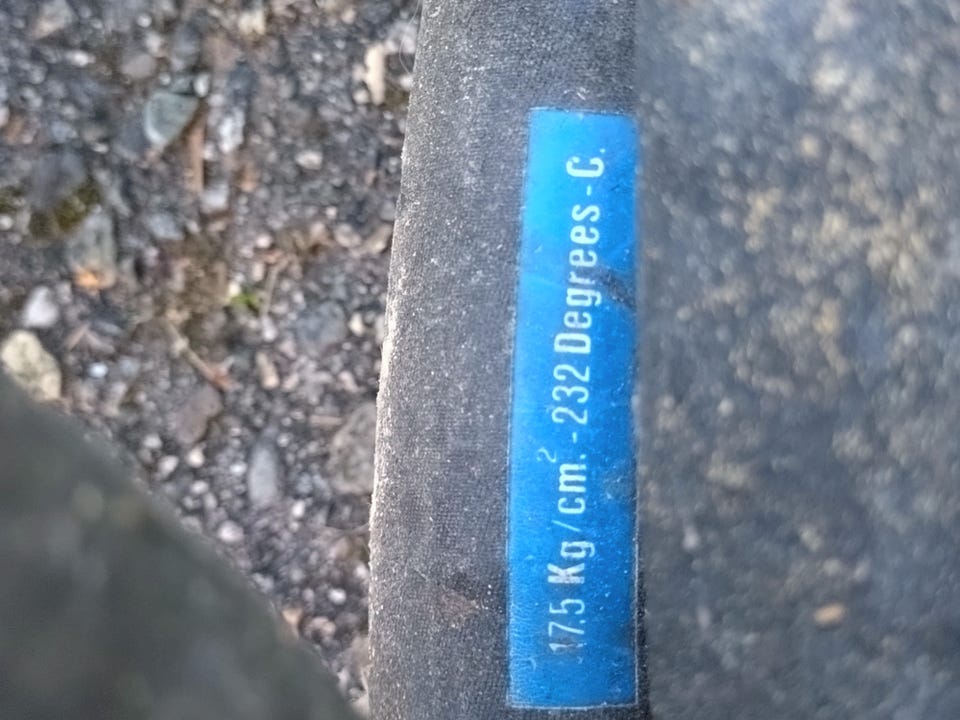 17.5 Kg/cm.² - 232 Degrees - C.